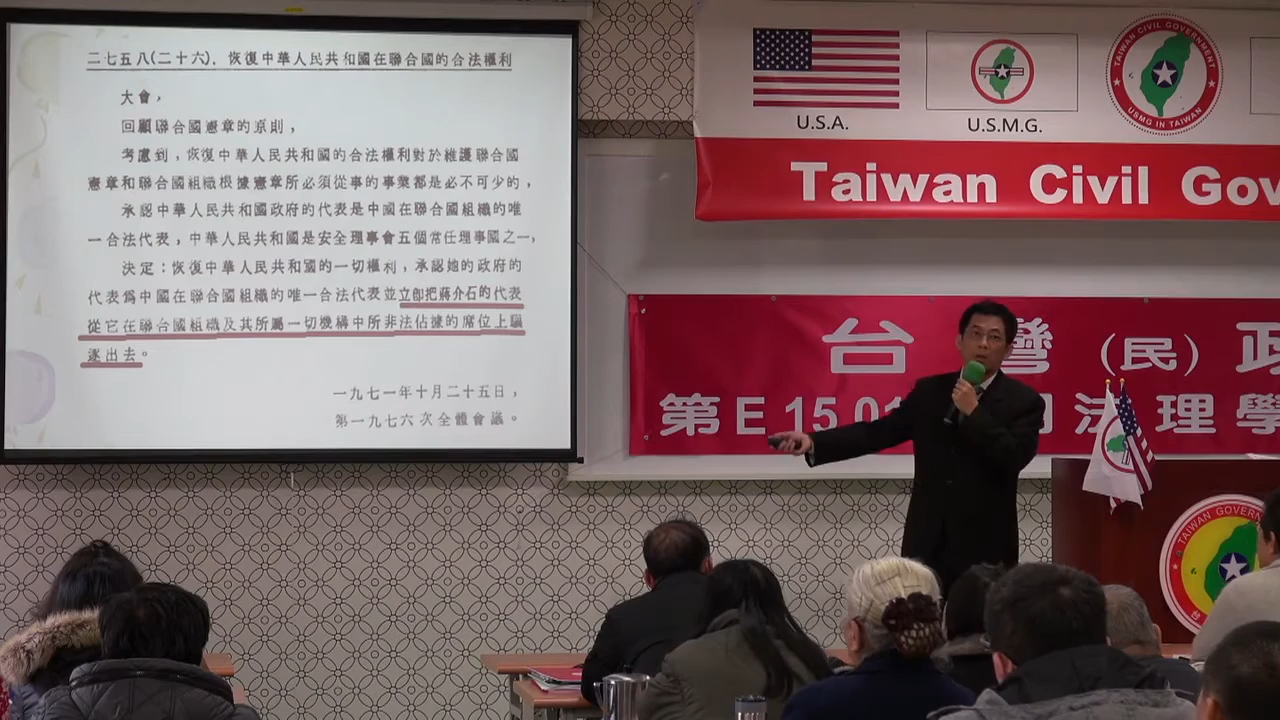 二七五八(二十六). 恢復中華人民共和國在聯合國的合法權利
大會,
回顧聯合國憲章的原則,
考慮到, 恢復中華人民共和國的合法權利對於維護聯合國
憲章和聯合國組織根據憲章所必須從事的事業都是必不可少的,
承認中華人民共和國政府的代表是中國在聯合國組織的唯
一合法代表, 中華人民共和國是安全理事會五個常任理事國之一,
決定: 恢復中華人民共和國的一切權利, 承認她的政府的
代表為中國在聯合國組織的唯一合法代表並立即把蔣介石的代表
從它在聯合國組織及其所屬一切機構中所非法佔據的席位上驅
逐出去。
一九七一年十月二十五日,
第一九七六次全體會議。
U.S.A.
U.S.M.G.
TAIWAN CIVIL GOVERNMENT
USMG IN TAIWAN
Taiwan Civil Gov
台灣(民)政
第E15 01
法理學
TAIWAN GOVERNM
台